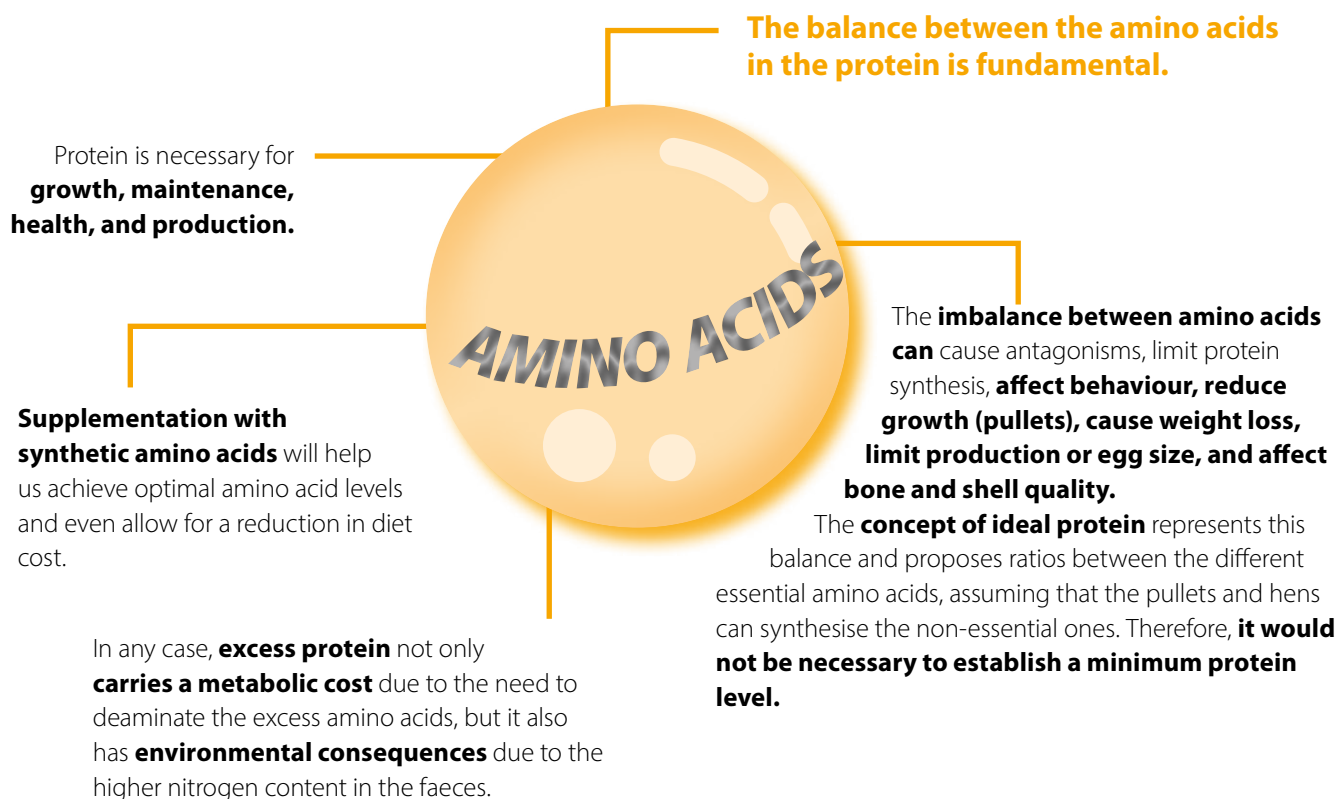 The balance between the amino acids
in the protein is fundamental.
Protein is necessary for
growth, maintenance,
health, and production.
AMINO ACIDS
The imbalance between amino acids
can cause antagonisms, limit protein
synthesis, affect behaviour, reduce
growth (pullets), cause weight loss,
limit production or egg size, and affect
bone and shell quality.
The concept of ideal protein represents this
balance and proposes ratios between the different
essential amino acids, assuming that the pullets and hens
can synthesise the non-essential ones. Therefore, it would
not be necessary to establish a minimum protein
level.
Supplementation with
synthetic amino acids will help
us achieve optimal amino acid levels
and even allow for a reduction in diet
cost.
In any case, excess protein not only
carries a metabolic cost due to the need to
deaminate the excess amino acids, but it also
has environmental consequences due to the
higher nitrogen content in the faeces.